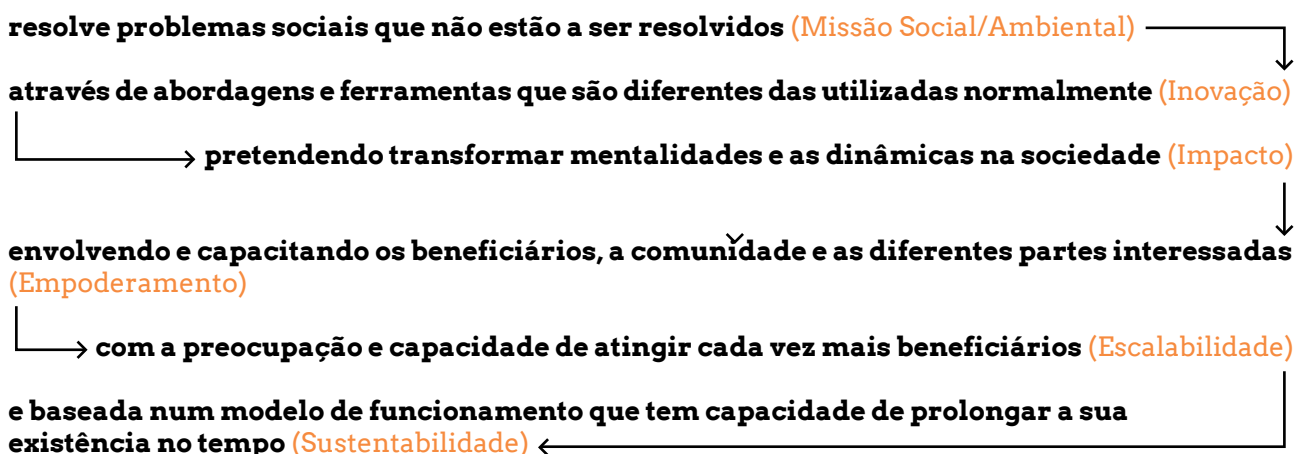 resolve problemas sociais que não estão a ser resolvidos (Missão Social/Ambiental)
através de abordagens e ferramentas que são diferentes das utilizadas normalmente (Inovação)
pretendendo transformar mentalidades e as dinâmicas na sociedade (Impacto)
envolvendo e capacitando os beneficiários, a comunidade e as diferentes partes interessadas
(Empoderamento)
com a preocupação e capacidade de atingir cada vez mais beneficiários (Escalabilidade)
e baseada num modelo de funcionamento que tem capacidade de prolongar a sua
existência no tempo (Sustentabilidade)